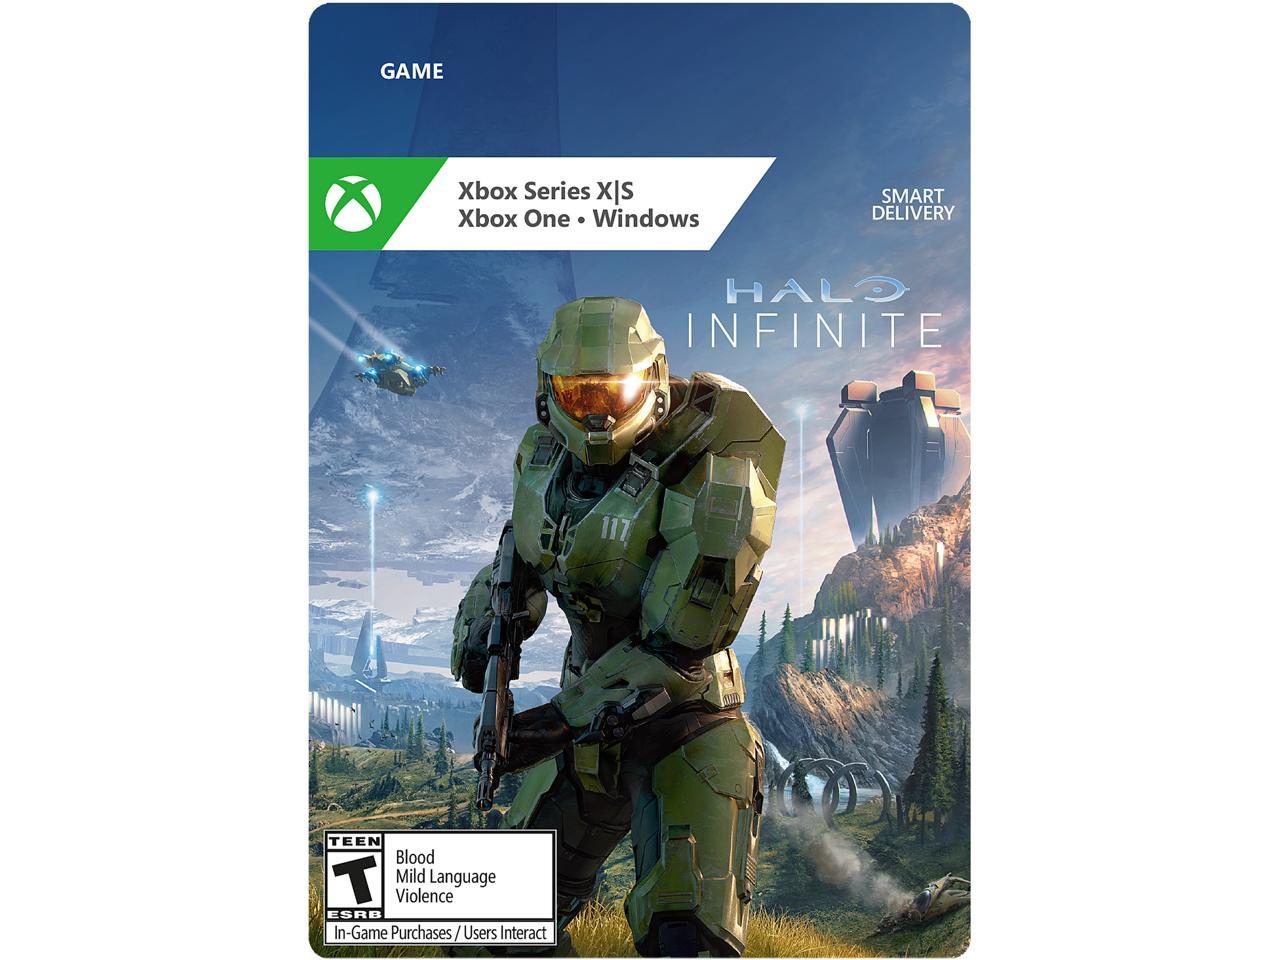 GAME
Xbox Series X|S
Xbox One • Windows
SMART
DELIVERY
HALO
INFINITE
117
TEEN
T
ESRB
Blood
Mild Language
Violence
In-Game Purchases / Users Interact